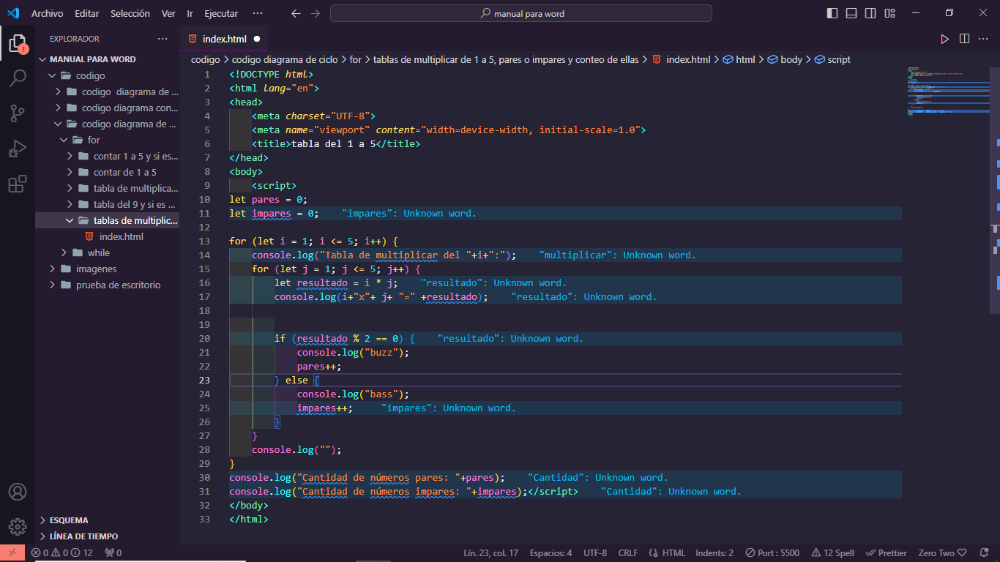 Archivo Editar Selección Ver Ir Ejecutar ··· manual para word
EXPLORADOR ···
1
MANUAL PARA WORD
codigo
codigo diagrama de ...
codigo diagrama con...
codigo diagrama de ...
for
contar 1 a 5 y si es...
contar de 1 a 5
tabla de multiplica...
tabla del 9 y si es ...
tablas de multiplic...
index.html
while
imagenes
prueba de escritorio
ESQUEMA
LÍNEA DE TIEMPO
index.html
codigo > codigo diagrama de ciclo > for > tablas de multiplicar de 1 a 5, pares o impares y conteo de ellas > index.html > html > body > script
1 <!DOCTYPE html>
2 <html lang="en">
3 <head>
4     <meta charset="UTF-8">
5     <meta name="viewport" content="width=device-width, initial-scale=1.0">
6     <title>tabla del 1 a 5</title>
7 </head>
8 <body>
9     <script>
10 let pares = 0;
11 let impares = 0;    "impares": Unknown word.
12
13 for (let i = 1; i <= 5; i++) {
14     console.log("Tabla de multiplicar del "+i+":");    "multiplicar": Unknown word.
15     for (let j = 1; j <= 5; j++) {
16         let resultado = i * j;    "resultado": Unknown word.
17         console.log(i+"x"+ j+ "=" +resultado);    "resultado": Unknown word.
18
19
20         if (resultado % 2 == 0) {    "resultado": Unknown word.
21             console.log("buzz");
22             pares++;
23         } else {
24             console.log("bass");
25             impares++;    "impares": Unknown word.
26         }
27     }
28     console.log("");
29 }
30 console.log("Cantidad de números pares: "+pares);    "Cantidad": Unknown word.
31 console.log("Cantidad de números impares: "+impares);</script>    "Cantidad": Unknown word.
32 </body>
33 </html>
0 0 12 0 Lín. 23, col. 17 Espacios: 4 UTF-8 CRLF HTML Indents: 2 Port : 5500 12 Spell Prettier Zero Two